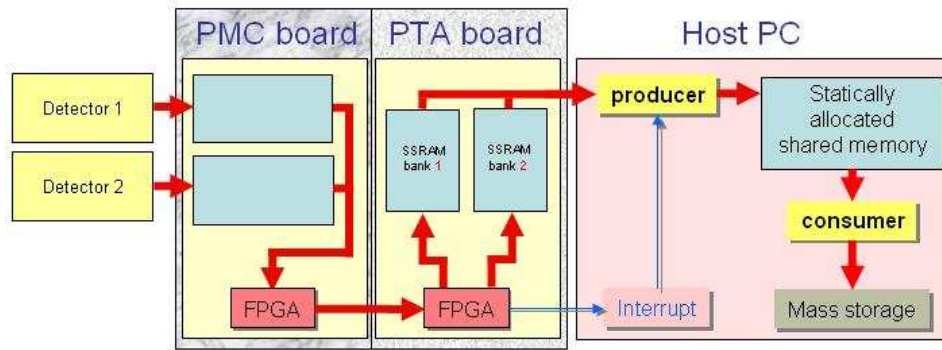 PMC board
PTA board
Host PC
Detector 1
Detector 2
SSRAM
bank 1
SSRAM
bank 2
producer
Statically
allocated
shared memory
consumer
FPGA
FPGA
Interrupt
Mass storage